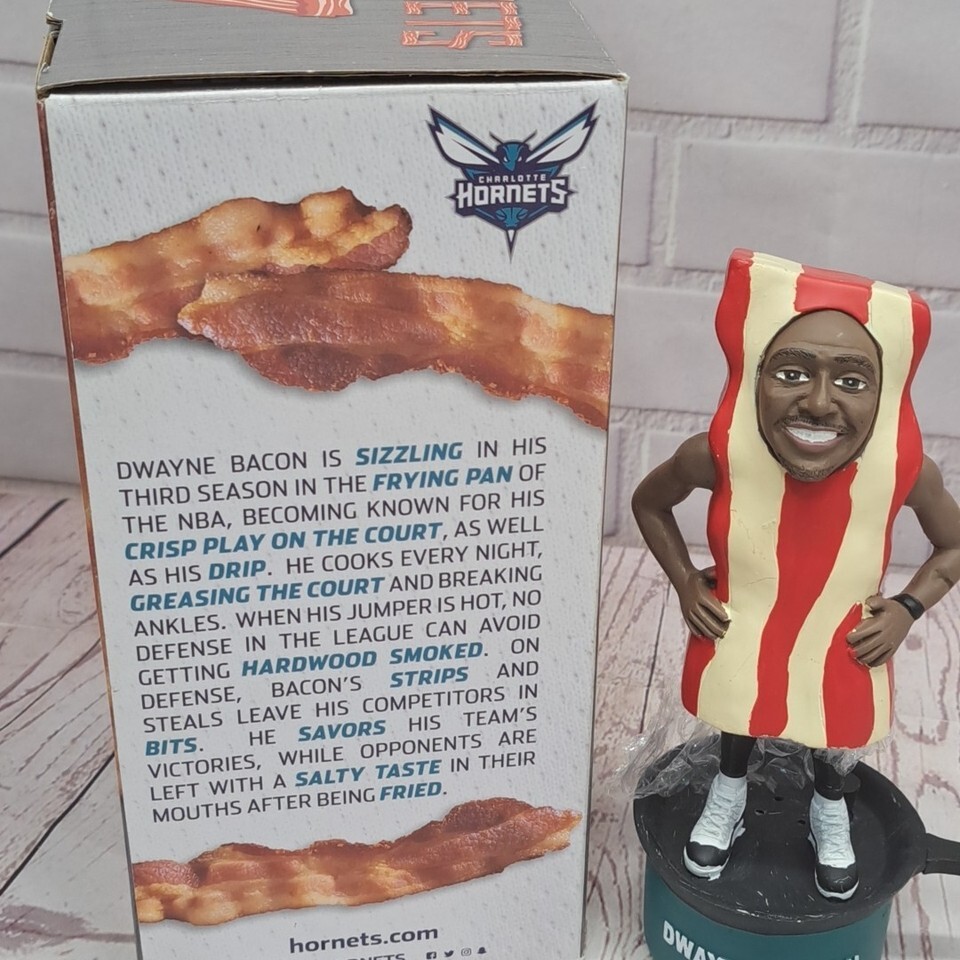 CHARLOTTE
HORNETS
DWAYNE BACON IS SIZZLING IN HIS
THIRD SEASON IN THE FRYING PAN OF
THE NBA, BECOMING KNOWN FOR HIS
CRISP PLAY ON THE COURT, AS WELL
AS HIS DRIP. HE COOKS EVERY NIGHT,
GREASING THE COURT AND BREAKING
ANKLES. WHEN HIS JUMPER IS HOT, NO
DEFENSE IN THE LEAGUE CAN AVOID
GETTING HARDWOOD SMOKED. ON
DEFENSE, BACON'S STRIPS AND
STEALS LEAVE HIS COMPETITORS IN
BITS. HE SAVORS HIS TEAM'S
VICTORIES, WHILE OPPONENTS ARE
LEFT WITH A SALTY TASTE IN THEIR
MOUTHS AFTER BEING FRIED.
hornets.com